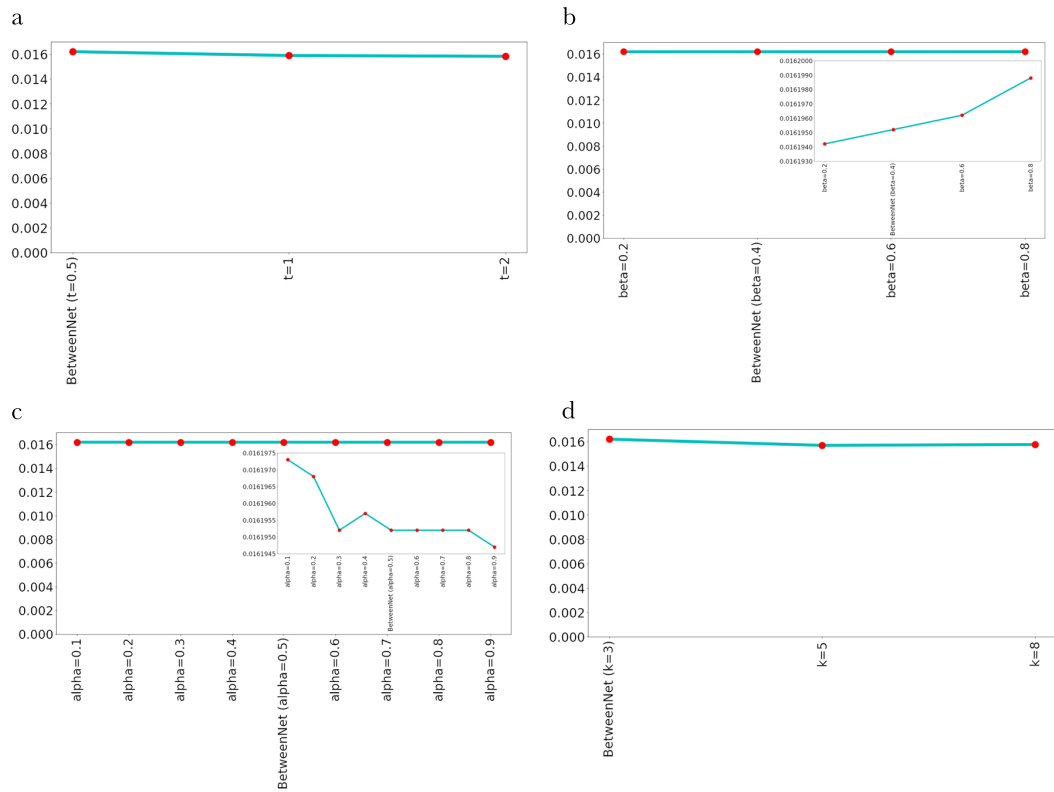 a
0.016
0.014
0.012
0.010
0.008
0.006
0.004
0.002
0.000
BetweenNet (t=0.5)
t=1
t=2
b
0.016
0.014
0.012
0.010
0.008
0.006
0.004
0.002
0.000
0.0162000
0.0161990
0.0161980
0.0161970
0.0161960
0.0161950
0.0161940
0.0161930
beta=0.2
BetweenNet (beta=0.4)
beta=0.6
beta=0.8
beta=0.2
BetweenNet (beta=0.4)
beta=0.6
beta=0.8
c
0.016
0.014
0.012
0.010
0.008
0.006
0.004
0.002
0.000
0.0161975
0.0161970
0.0161965
0.0161960
0.0161955
0.0161950
0.0161945
alpha=0.1
alpha=0.2
alpha=0.3
alpha=0.4
BetweenNet (alpha=0.5)
alpha=0.6
alpha=0.7
alpha=0.8
alpha=0.9
alpha=0.1
alpha=0.2
alpha=0.3
alpha=0.4
BetweenNet (alpha=0.5)
alpha=0.6
alpha=0.7
alpha=0.8
alpha=0.9
d
0.016
0.014
0.012
0.010
0.008
0.006
0.004
0.002
0.000
BetweenNet (k=3)
k=5
k=8